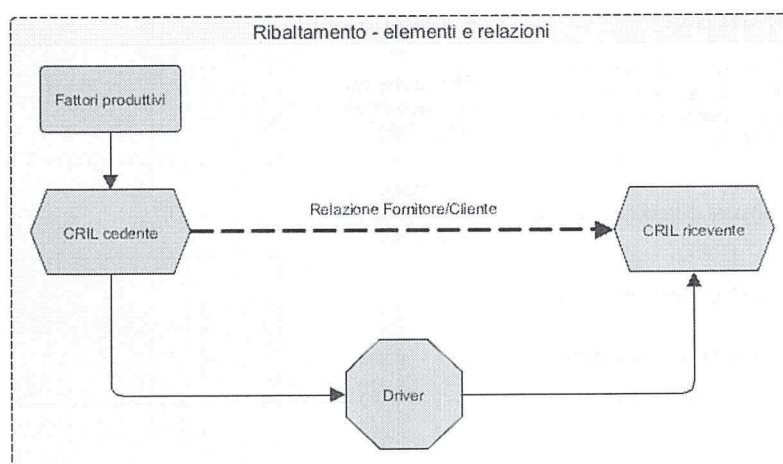 Ribaltamento - elementi e relazioni
Fattori produttivi
Relazione Fornitore/Cliente
CRIL cedente
CRIL ricevente
Driver